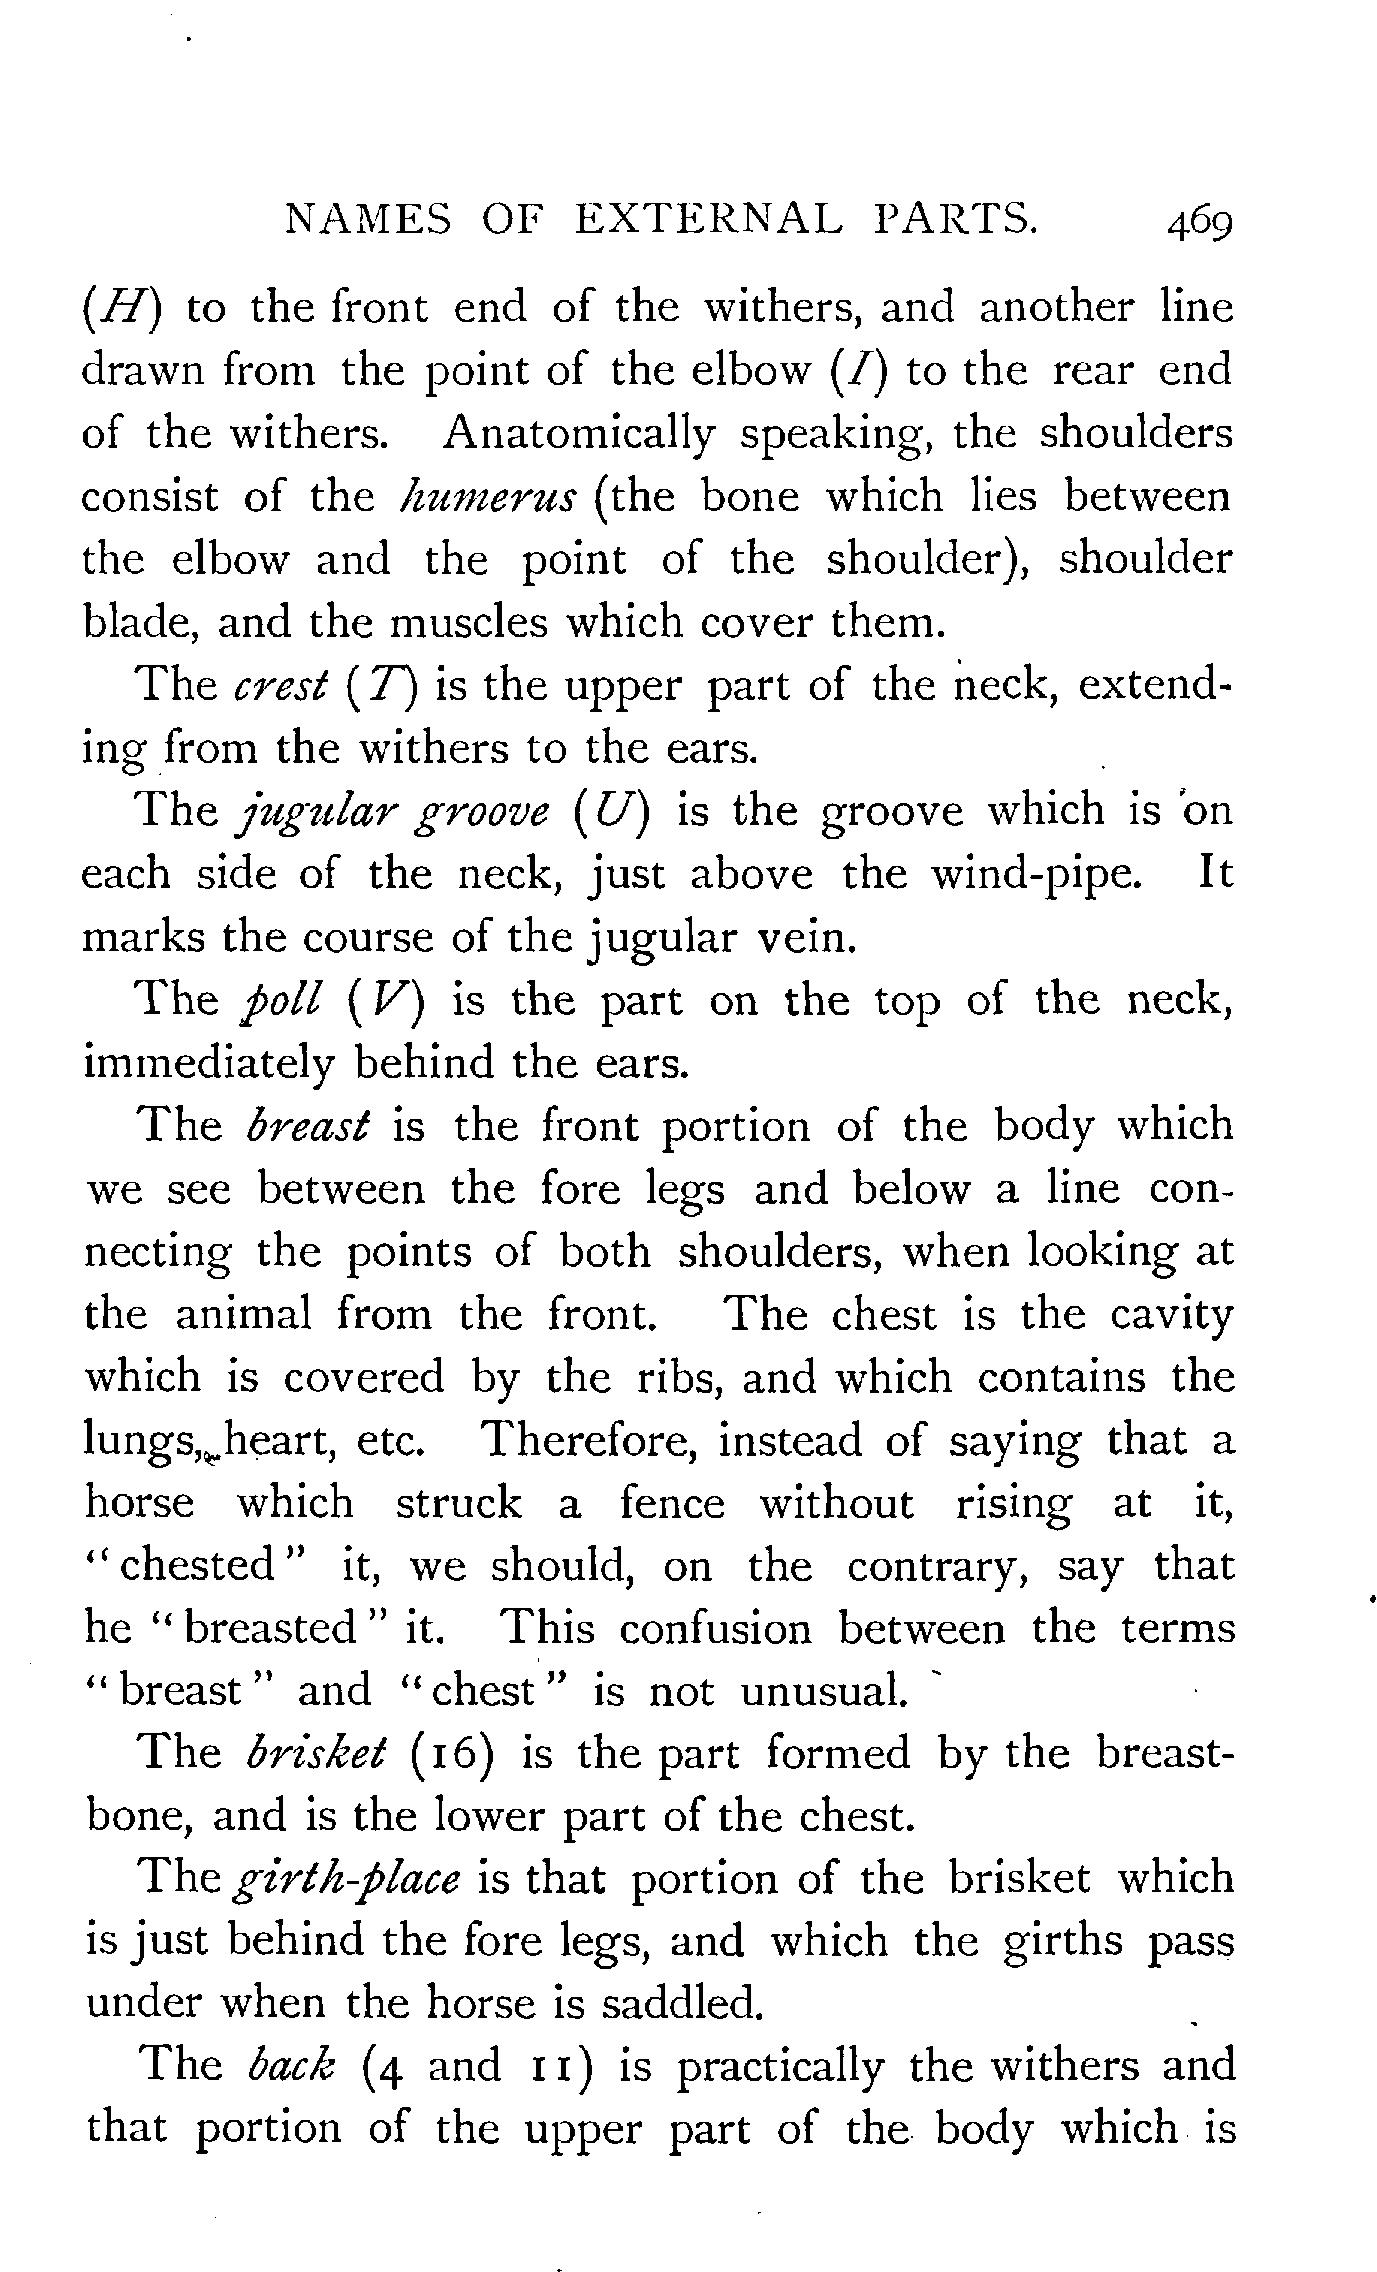 NAMES OF EXTERNAL PARTS. 469
(H) to the front end of the withers, and another line
drawn from the point of the elbow (I) to the rear end
of the withers. Anatomically speaking, the shoulders
consist of the humerus (the bone which lies between
the elbow and the point of the shoulder), shoulder
blade, and the muscles which cover them.
The crest (T) is the upper part of the neck, extend-
ing from the withers to the ears.
The jugular groove (U) is the groove which is on
each side of the neck, just above the wind-pipe. It
marks the course of the jugular vein.
The poll (V) is the part on the top of the neck,
immediately behind the ears.
The breast is the front portion of the body which
we see between the fore legs and below a line con-
necting the points of both shoulders, when looking at
the animal from the front. The chest is the cavity
which is covered by the ribs, and which contains the
lungs, heart, etc. Therefore, instead of saying that a
horse which struck a fence without rising at it,
“chested” it, we should, on the contrary, say that
he “breasted” it. This confusion between the terms
“breast” and “chest” is not unusual.
The brisket (16) is the part formed by the breast-
bone, and is the lower part of the chest.
The girth-place is that portion of the brisket which
is just behind the fore legs, and which the girths pass
under when the horse is saddled.
The back (4 and 11) is practically the withers and
that portion of the upper part of the body which is